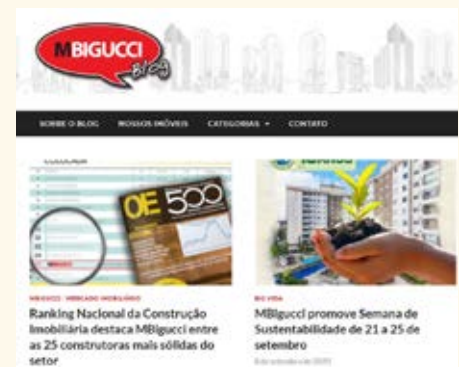 MBIGUCCI
Blog
SOBRE O BLOG NOSSOS IMÓVEIS CATEGORIAS CONTATO
OE 500
MBIGUCCI MERCADO IMOBILIÁRIO
Ranking Nacional da Construção
Imobiliária destaca MBigucci entre
as 25 construtoras mais sólidas do
setor
BIG VIDA
MBigucci promove Semana de
Sustentabilidade de 21 a 25 de
setembro